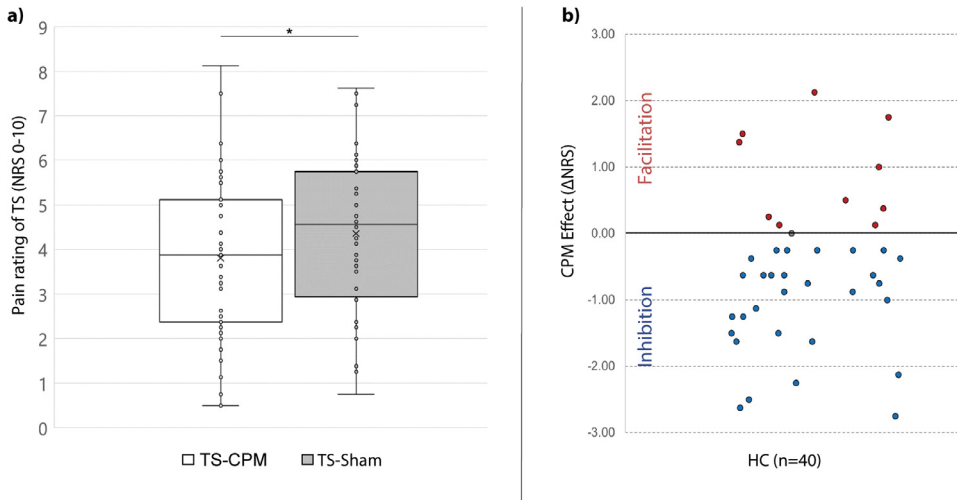 a)
*
9
8
7
6
5
4
3
2
1
0
Pain rating of TS (NRS 0-10)
TS-CPM
TS-Sham
b)
3.00
2.00
1.00
0.00
-1.00
-2.00
-3.00
CPM Effect (ΔNRS)
Facilitation
Inhibition
HC (n=40)